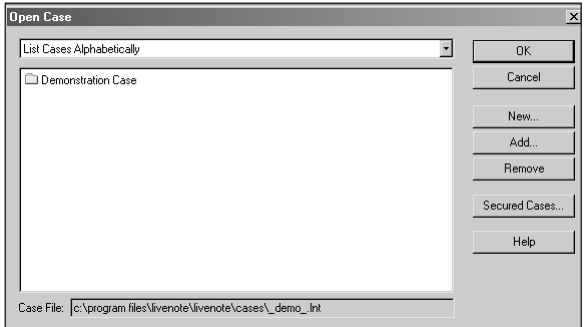 Open Case
List Cases Alphabetically
Demonstration Case
OK
Cancel
New...
Add...
Remove
Secured Cases...
Help
Case File: c:\program files\livenote\livenote\cases\_demo_.lnt